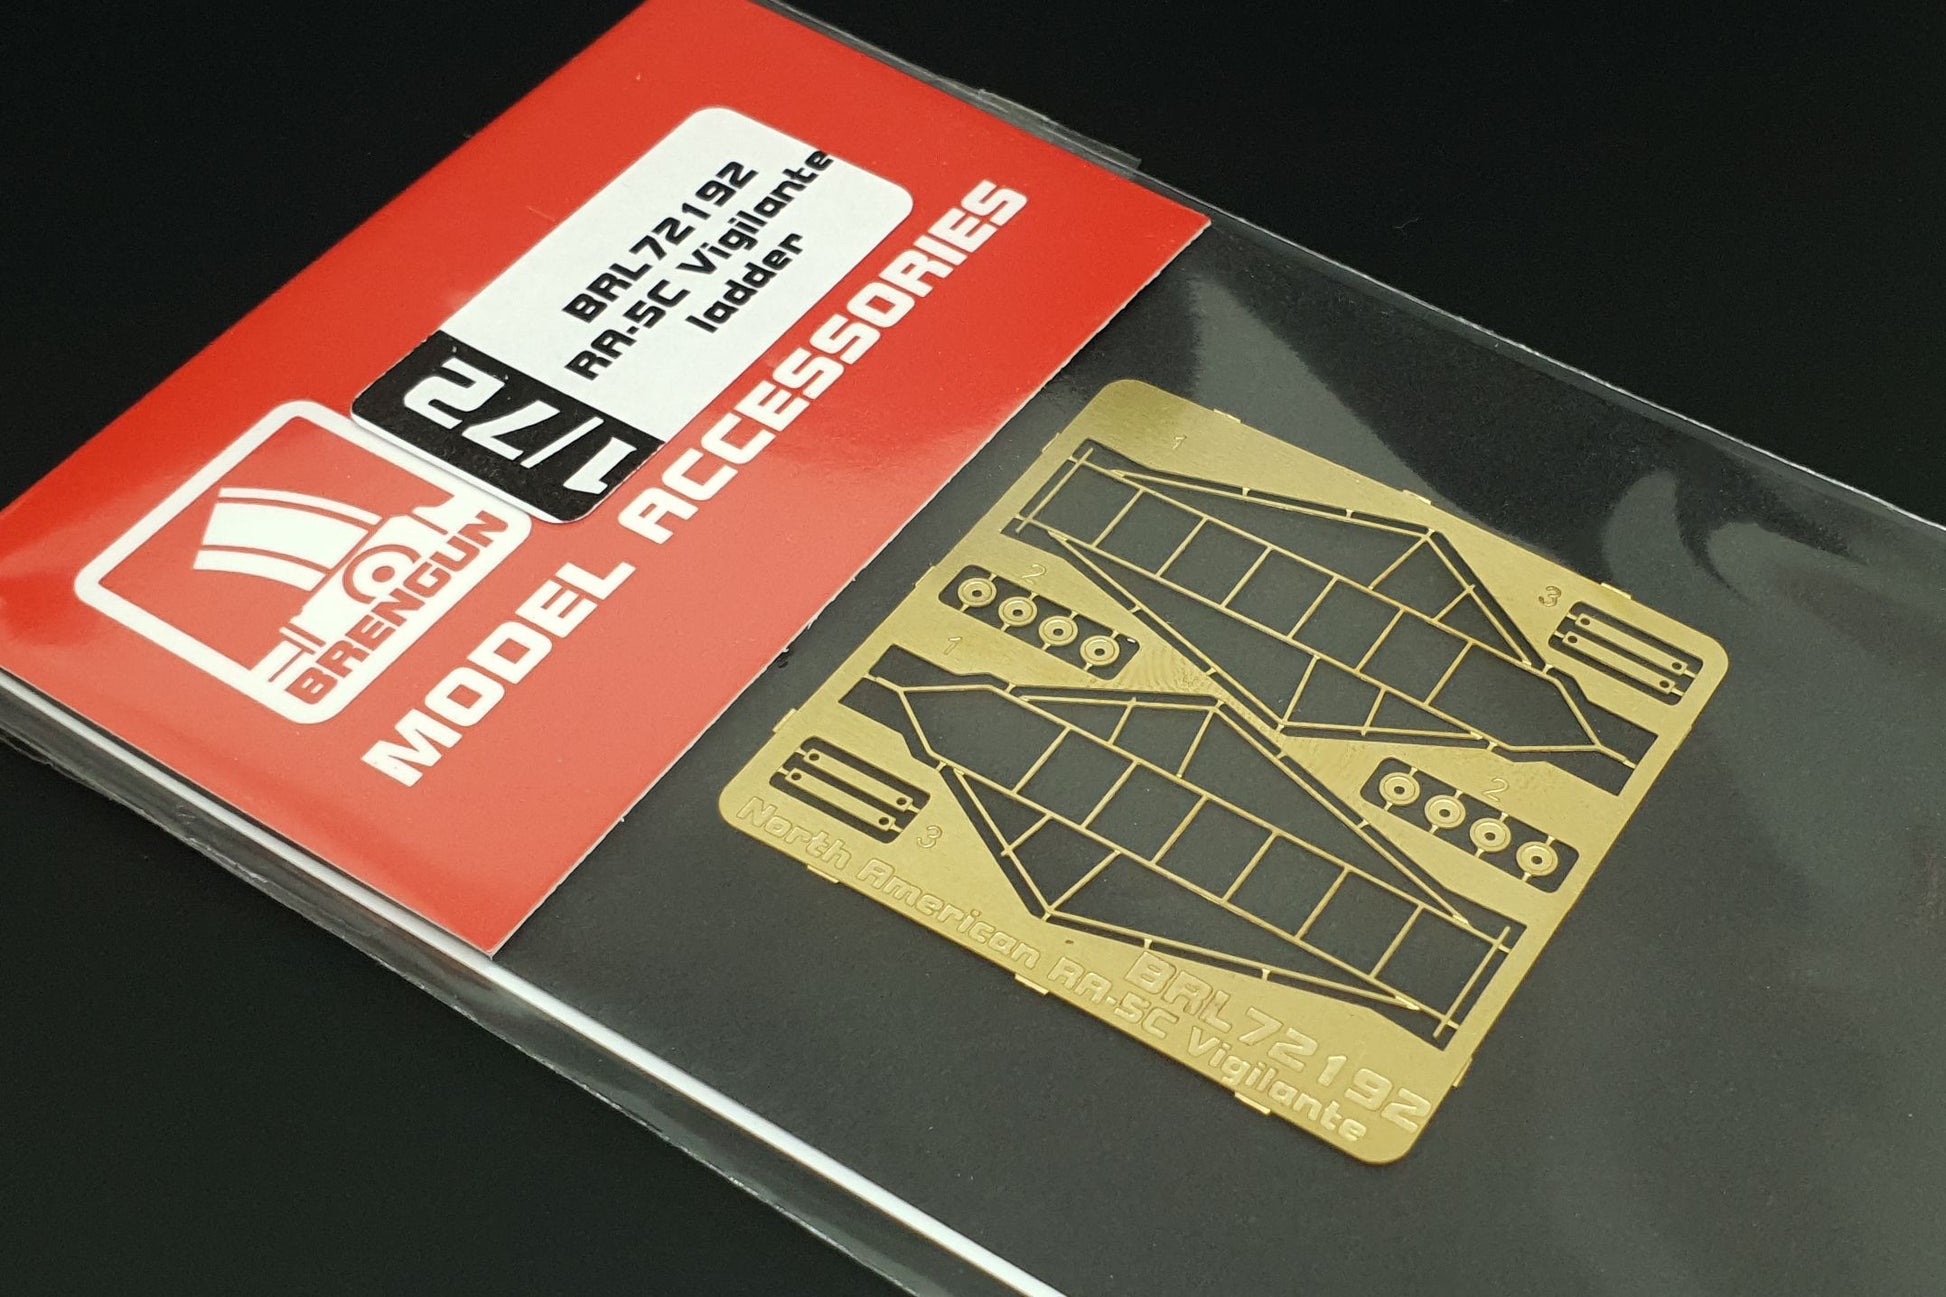 BRL72192
RA-5C Vigilante
ladder
1/72
BRENGUN
MODEL ACCESSORIES
1
2
3
1
2
3
BRL72192
North American RA-5C Vigilante